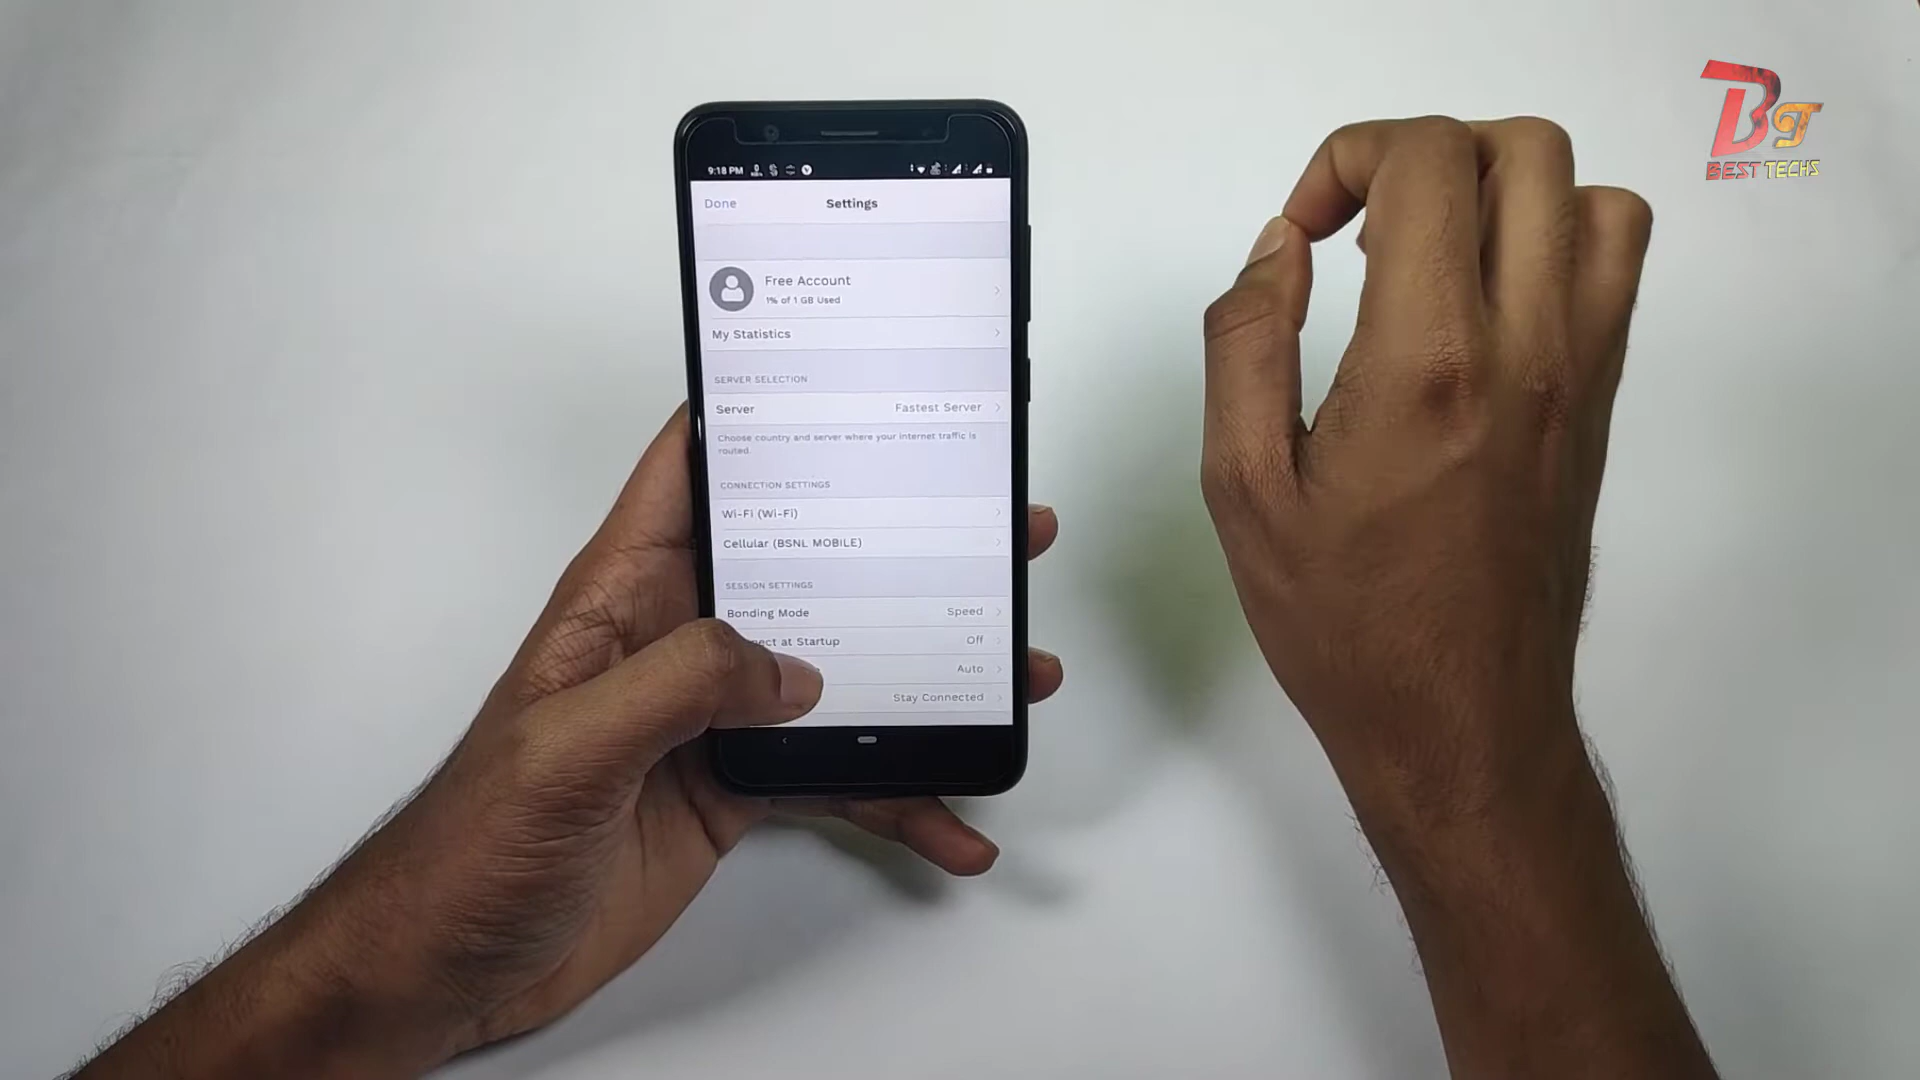 BT
BEST TECHS
9:18 PM
Done
Settings
Free Account
1% of 1 GB Used
My Statistics
SERVER SELECTION
Server
Fastest Server
Choose country and server where your internet traffic is
routed.
CONNECTION SETTINGS
Wi-Fi (Wi-Fi)
Cellular (BSNL MOBILE)
SESSION SETTINGS
Bonding Mode
Speed
at Startup
Off
Auto
Stay Connected